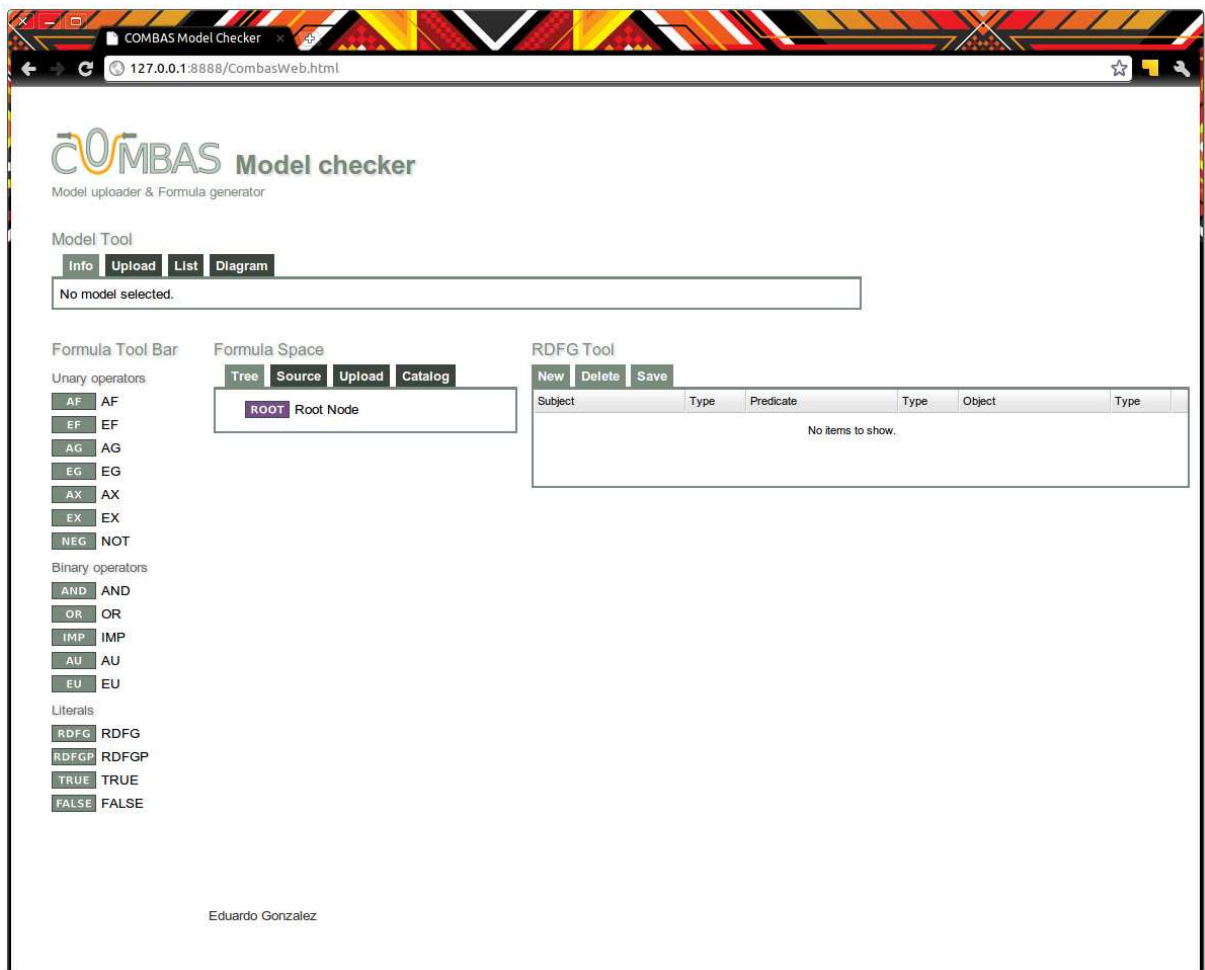 COMBAS Model Checker
127.0.0.1:8888/CombasWeb.html
COMBAS Model checker
Model uploader & Formula generator
Model Tool
Info Upload List Diagram
No model selected.
Formula Tool Bar
Unary operators
AF AF
EF EF
AG AG
EG EG
AX AX
EX EX
NEG NOT
Binary operators
AND AND
OR OR
IMP IMP
AU AU
EU EU
Literals
RDFG RDFG
RDFGP RDFGP
TRUE TRUE
FALSE FALSE
Formula Space
Tree Source Upload Catalog
ROOT Root Node
RDFG Tool
New Delete Save
Subject Type Predicate Type Object Type
No items to show.
Eduardo Gonzalez